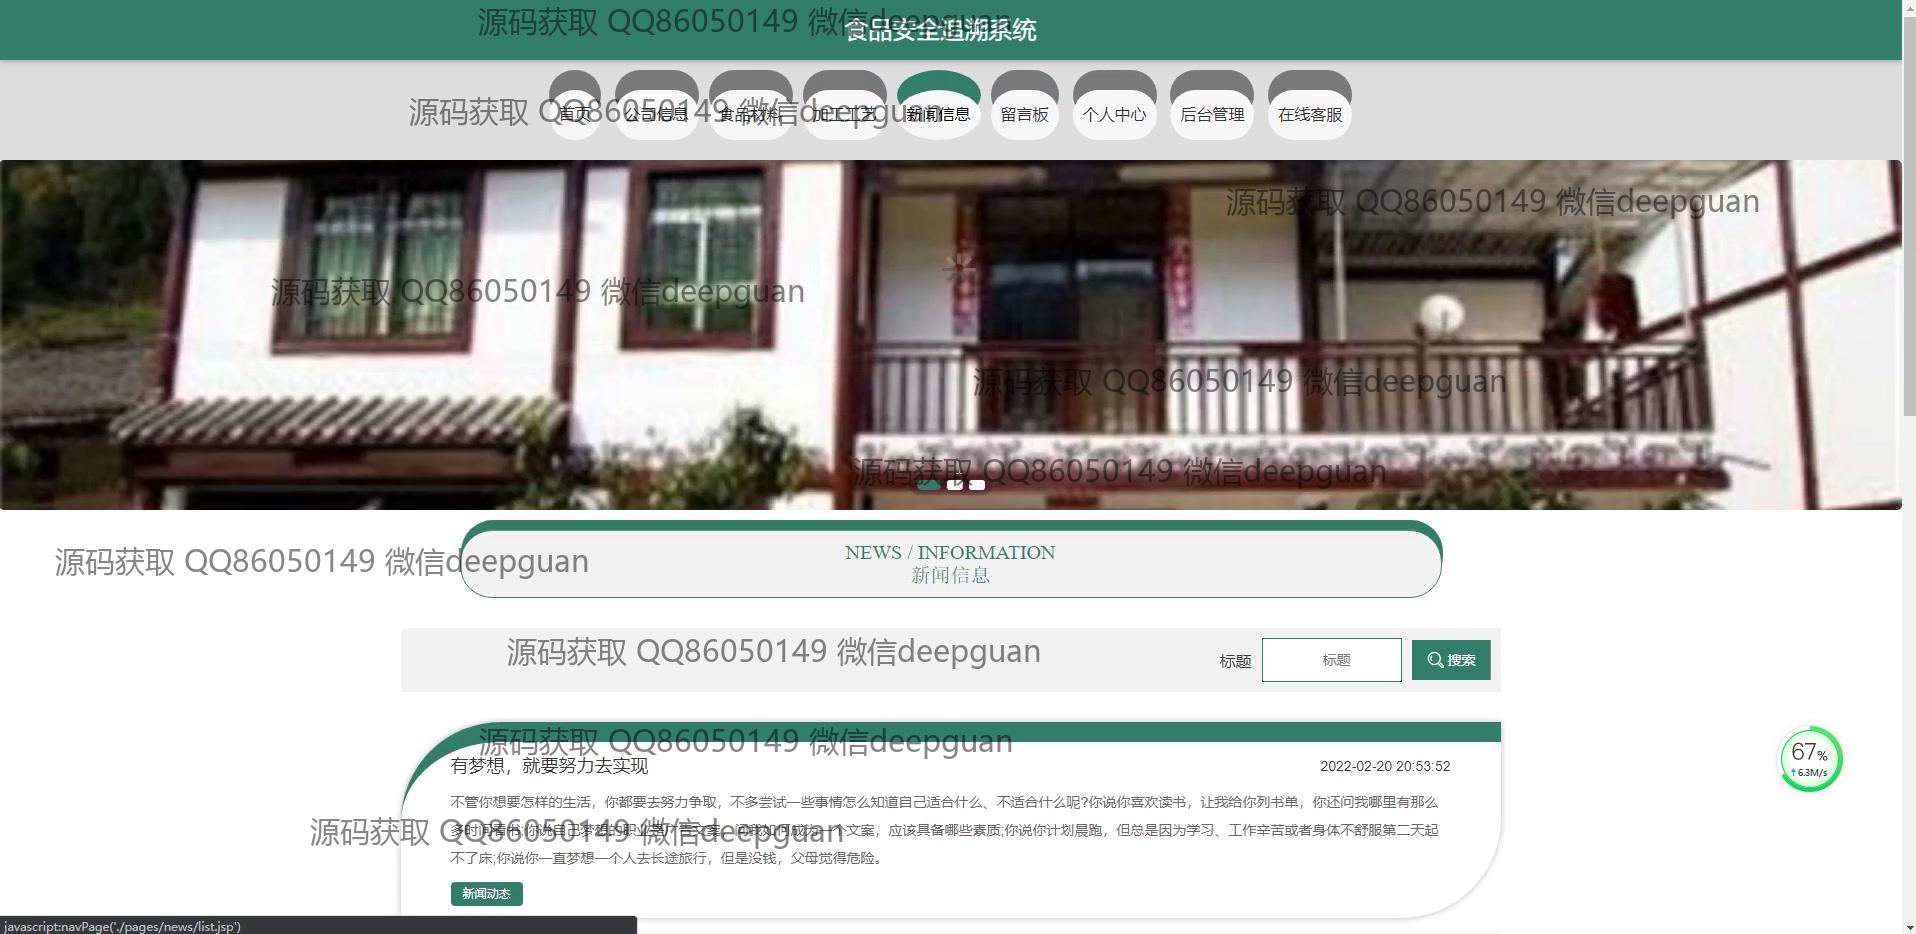 源码获取 QQ86050149 微信deepguan
食品安全追溯系统
首页 公司信息 食品材料 加工工艺 新闻信息 留言板 个人中心 后台管理 在线客服
源码获取 QQ86050149 微信deepguan
源码获取 QQ86050149 微信deepguan
源码获取 QQ86050149 微信deepguan
源码获取 QQ86050149 微信deepguan
源码获取 QQ86050149 微信deepguan
NEWS / INFORMATION
源码获取 QQ86050149 微信deepguan
新闻信息
源码获取 QQ86050149 微信deepguan
标题 标题 搜索
源码获取 QQ86050149 微信deepguan
有梦想，就要努力去实现 2022-02-20 20:53:52
67%
↑ 6.3M/s
不管你想要怎样的生活，你都要去努力争取，不多尝试一些事情怎么知道自己适合什么、不适合什么呢?你说你喜欢读书，让我给你列书单，你还问我哪里有那么
多时间看书;你说自己梦想的职业是广告文案，问我如何成为一个文案，应该具备哪些素质;你说你计划晨跑，但总是因为学习、工作辛苦或者身体不舒服第二天起
源码获取 QQ86050149 微信deepguan
不了床;你说你一直梦想一个人去长途旅行，但是没钱，父母觉得危险。
新闻动态
javascript:navPage('./pages/news/list.jsp')